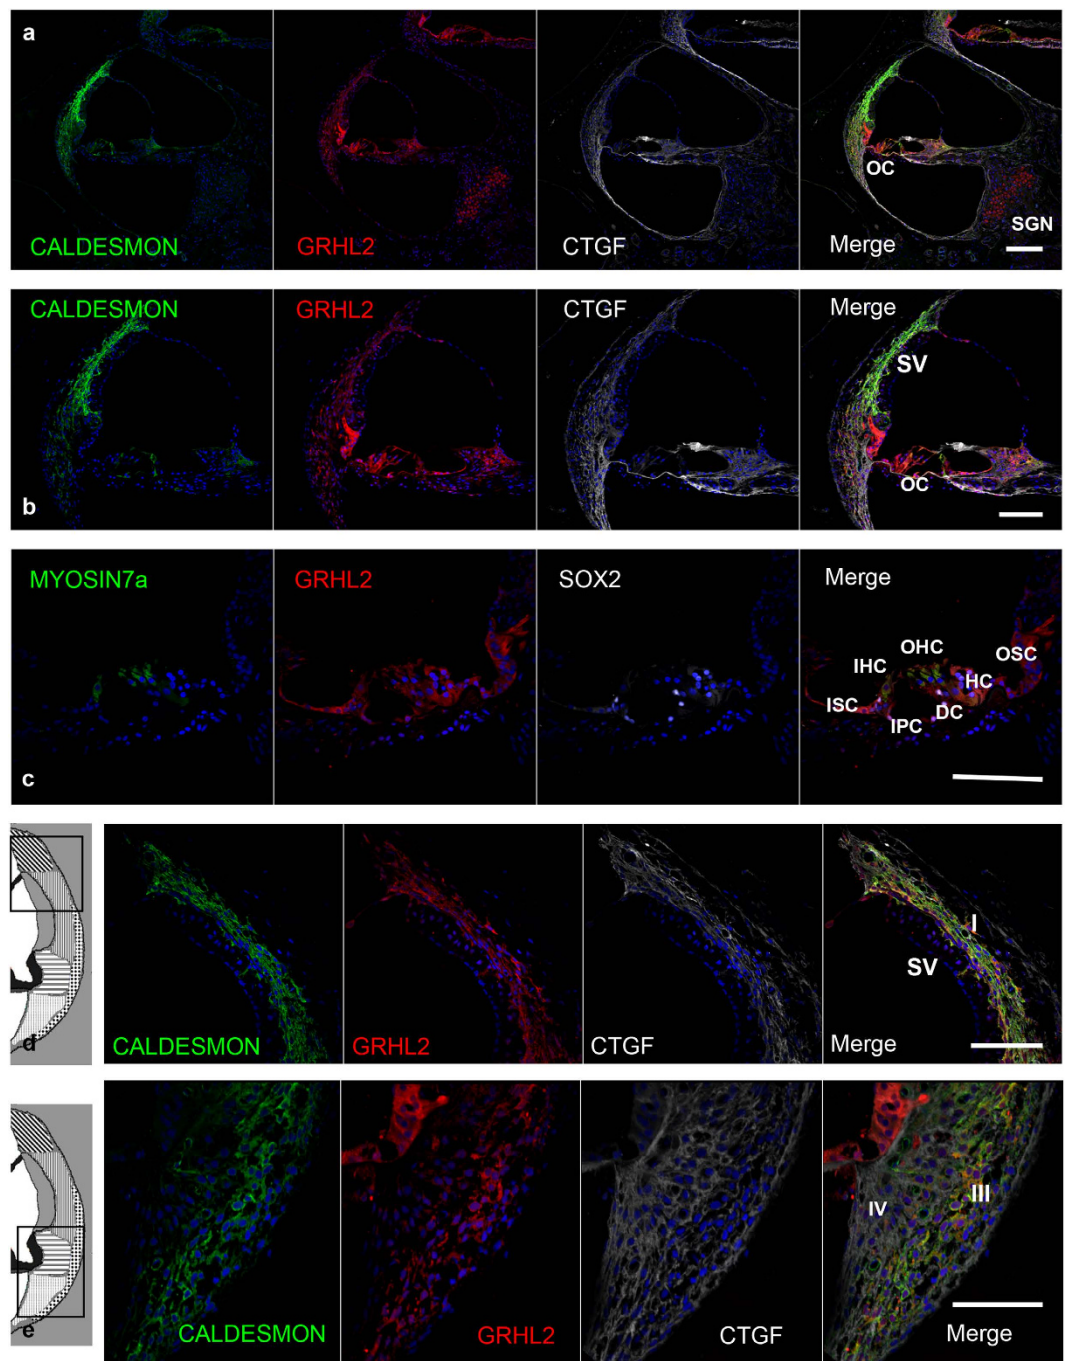 a
CALDESMON
GRHL2
CTGF
Merge
OC
SGN
CALDESMON
GRHL2
CTGF
Merge
SV
OC
b
MYOSIN7a
GRHL2
SOX2
Merge
OHC
OSC
IHC
HC
ISC
DC
IPC
c
I
SV
d
CALDESMON
GRHL2
CTGF
Merge
III
IV
e
CALDESMON
GRHL2
CTGF
Merge